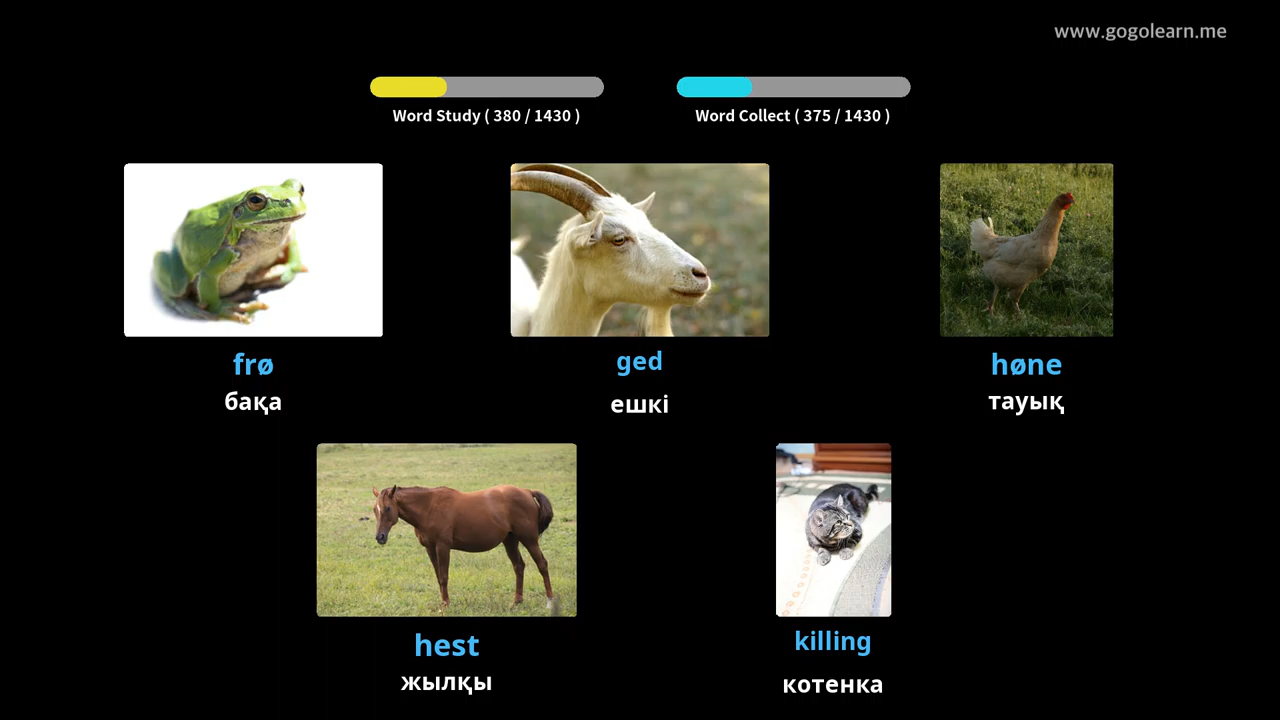 www.gogolearn.me
Word Study ( 380 / 1430 )
Word Collect ( 375 / 1430 )
frø
бақа
ged
ешкі
høne
тауық
hest
жылқы
killing
котенка